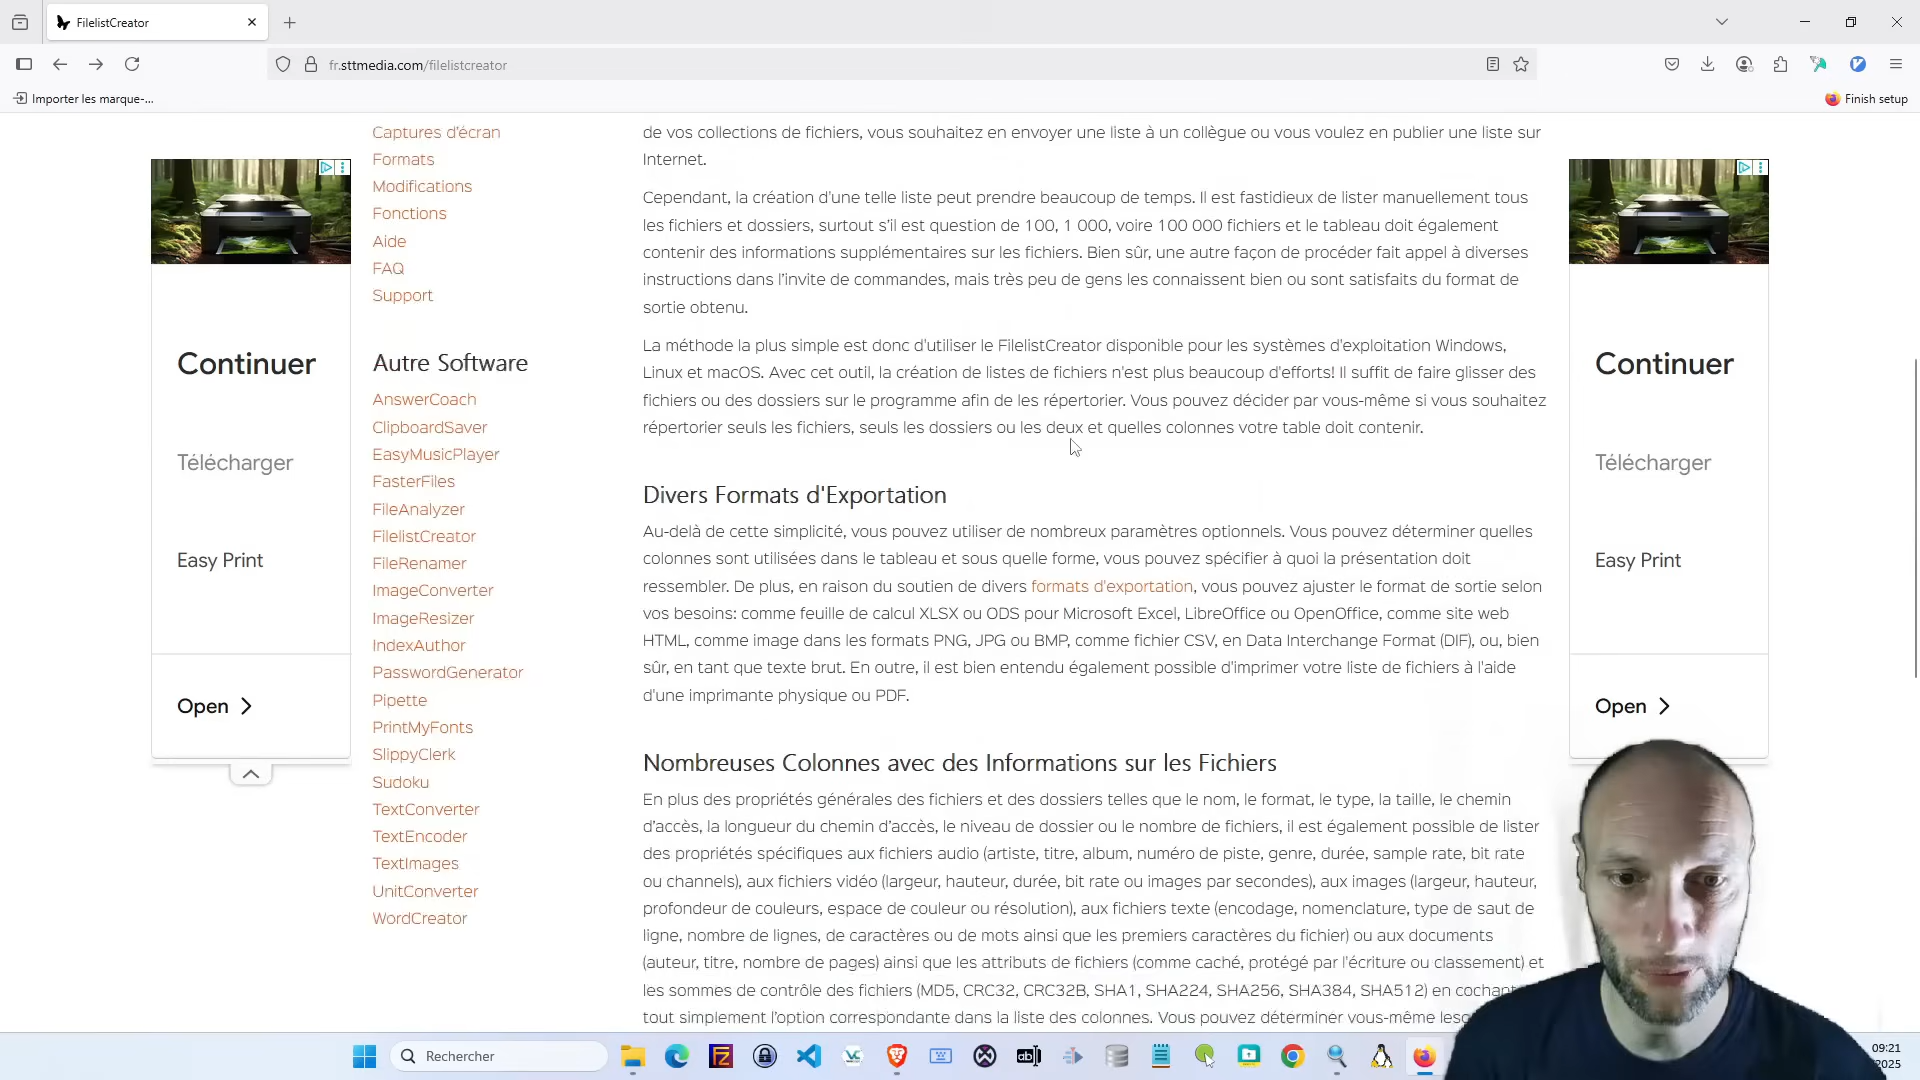 FilelistCreator
fr.sttmedia.com/filelistcreator
Importer les marque-...
Finish setup
Continuer
Télécharger
Easy Print
Open
Captures d'écran
Formats
Modifications
Fonctions
Aide
FAQ
Support
Autre Software
AnswerCoach
ClipboardSaver
EasyMusicPlayer
FasterFiles
FileAnalyzer
FilelistCreator
FileRenamer
ImageConverter
ImageResizer
IndexAuthor
PasswordGenerator
Pipette
PrintMyFonts
SlippyClerk
Sudoku
TextConverter
TextEncoder
TextImages
UnitConverter
WordCreator
de vos collections de fichiers, vous souhaitez en envoyer une liste à un collègue ou vous voulez en publier une liste sur
Internet.
Cependant, la création d'une telle liste peut prendre beaucoup de temps. Il est fastidieux de lister manuellement tous
les fichiers et dossiers, surtout s'il est question de 100, 1 000, voire 100 000 fichiers et le tableau doit également
contenir des informations supplémentaires sur les fichiers. Bien sûr, une autre façon de procéder fait appel à diverses
instructions dans l'invite de commandes, mais très peu de gens les connaissent bien ou sont satisfaits du format de
sortie obtenu.
La méthode la plus simple est donc d'utiliser le FilelistCreator disponible pour les systèmes d'exploitation Windows,
Linux et macOS. Avec cet outil, la création de listes de fichiers n'est plus beaucoup d'efforts! Il suffit de faire glisser des
fichiers ou des dossiers sur le programme afin de les répertorier. Vous pouvez décider par vous-même si vous souhaitez
répertorier seuls les fichiers, seuls les dossiers ou les deux et quelles colonnes votre table doit contenir.
Divers Formats d'Exportation
Au-delà de cette simplicité, vous pouvez utiliser de nombreux paramètres optionnels. Vous pouvez déterminer quelles
colonnes sont utilisées dans le tableau et sous quelle forme, vous pouvez spécifier à quoi la présentation doit
ressembler. De plus, en raison du soutien de divers formats d'exportation, vous pouvez ajuster le format de sortie selon
vos besoins: comme feuille de calcul XLSX ou ODS pour Microsoft Excel, LibreOffice ou OpenOffice, comme site web
HTML, comme image dans les formats PNG, JPG ou BMP, comme fichier CSV, en Data Interchange Format (DIF), ou, bien
sûr, en tant que texte brut. En outre, il est bien entendu également possible d'imprimer votre liste de fichiers à l'aide
d'une imprimante physique ou PDF.
Nombreuses Colonnes avec des Informations sur les Fichiers
En plus des propriétés générales des fichiers et des dossiers telles que le nom, le format, le type, la taille, le chemin
d'accès, la longueur du chemin d'accès, le niveau de dossier ou le nombre de fichiers, il est également possible de lister
des propriétés spécifiques aux fichiers audio (artiste, titre, album, numéro de piste, genre, durée, sample rate, bit rate
ou channels), aux fichiers vidéo (largeur, hauteur, durée, bit rate ou images par secondes), aux images (largeur, hauteur,
profondeur de couleurs, espace de couleur ou résolution), aux fichiers texte (encodage, nomenclature, type de saut de
ligne, nombre de lignes, de caractères ou de mots ainsi que les premiers caractères du fichier) ou aux documents
(auteur, titre, nombre de pages) ainsi que les attributs de fichiers (comme caché, protégé par l'écriture ou classement) et
les sommes de contrôle des fichiers (MD5, CRC32, CRC32B, SHA1, SHA224, SHA256, SHA384, SHA512) en cochant
tout simplement l'option correspondante dans la liste des colonnes. Vous pouvez déterminer vous-même
Continuer
Télécharger
Easy Print
Open
Rechercher
09:21
2025